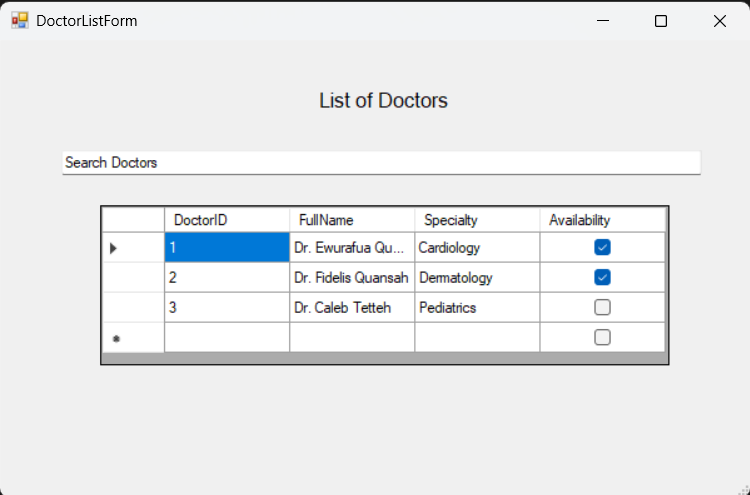 DoctorListForm
List of Doctors
Search Doctors
DoctorID FullName Specialty Availability
1 Dr. Ewurafua Qu... Cardiology
2 Dr. Fidelis Quansah Dermatology
3 Dr. Caleb Tetteh Pediatrics